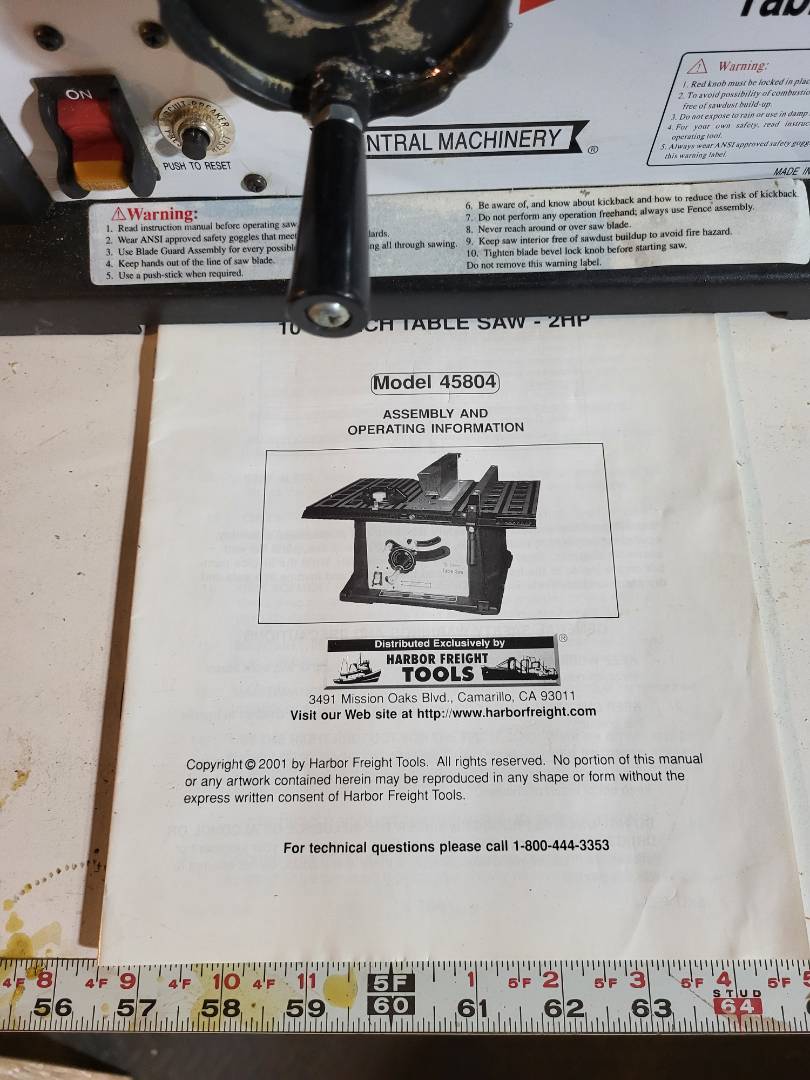 ON
CIRCUIT BREAKER
PUSH TO RESET
NTRAL MACHINERY ®
Warning:
1. Red knob must be locked in plac
2. To avoid possibility of combustio
free of sawdust build-up.
3. Do not expose to rain or use in damp
4. For your own safety, read instruc
operating tool.
5. Always wear ANSI approved safety gogg
this warning label.
MADE IN
Warning:
1. Read instruction manual before operating saw
2. Wear ANSI approved safety goggles that meet dards.
3. Use Blade Guard Assembly for every possibl ng all through sawing.
4. Keep hands out of the line of saw blade.
5. Use a push-stick when required.
6. Be aware of, and know about kickback and how to reduce the risk of kickback.
7. Do not perform any operation freehand; always use Fence assembly.
8. Never reach around or over saw blade.
9. Keep saw interior free of sawdust buildup to avoid fire hazard.
10. Tighten blade bevel lock knob before starting saw.
Do not remove this warning label.
10 CH TABLE SAW - 2HP
Model 45804
ASSEMBLY AND
OPERATING INFORMATION
Table Saw
Distributed Exclusively by ®
HARBOR FREIGHT
TOOLS
3491 Mission Oaks Blvd., Camarillo, CA 93011
Visit our Web site at http://www.harborfreight.com
Copyright © 2001 by Harbor Freight Tools. All rights reserved. No portion of this manual
or any artwork contained herein may be reproduced in any shape or form without the
express written consent of Harbor Freight Tools.
For technical questions please call 1-800-444-3353
4F 8 4F 9 4F 10 4F 11 5F 1 5F 2 5F 3 5F 4 5F 5
STUD
56 57 58 59 60 61 62 63 64